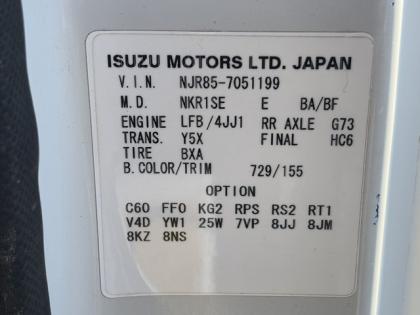 ISUZU MOTORS LTD. JAPAN
V.I.N. NJR85-7051199
M.D. NKR1SE E BA/BF
ENGINE LFB/4JJ1 RR AXLE G73
TRANS. Y5X FINAL HC6
TIRE BXA
B.COLOR/TRIM 729/155
OPTION
C60 FF0 KG2 RPS RS2 RT1
V4D YW1 25W 7VP 8JJ 8JM
8KZ 8NS